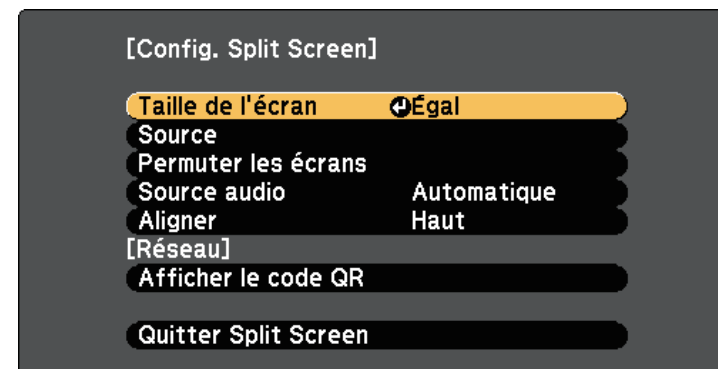 [Config. Split Screen]
Taille de l'écran Égal
Source
Permuter les écrans
Source audio Automatique
Aligner Haut
[Réseau]
Afficher le code QR
Quitter Split Screen